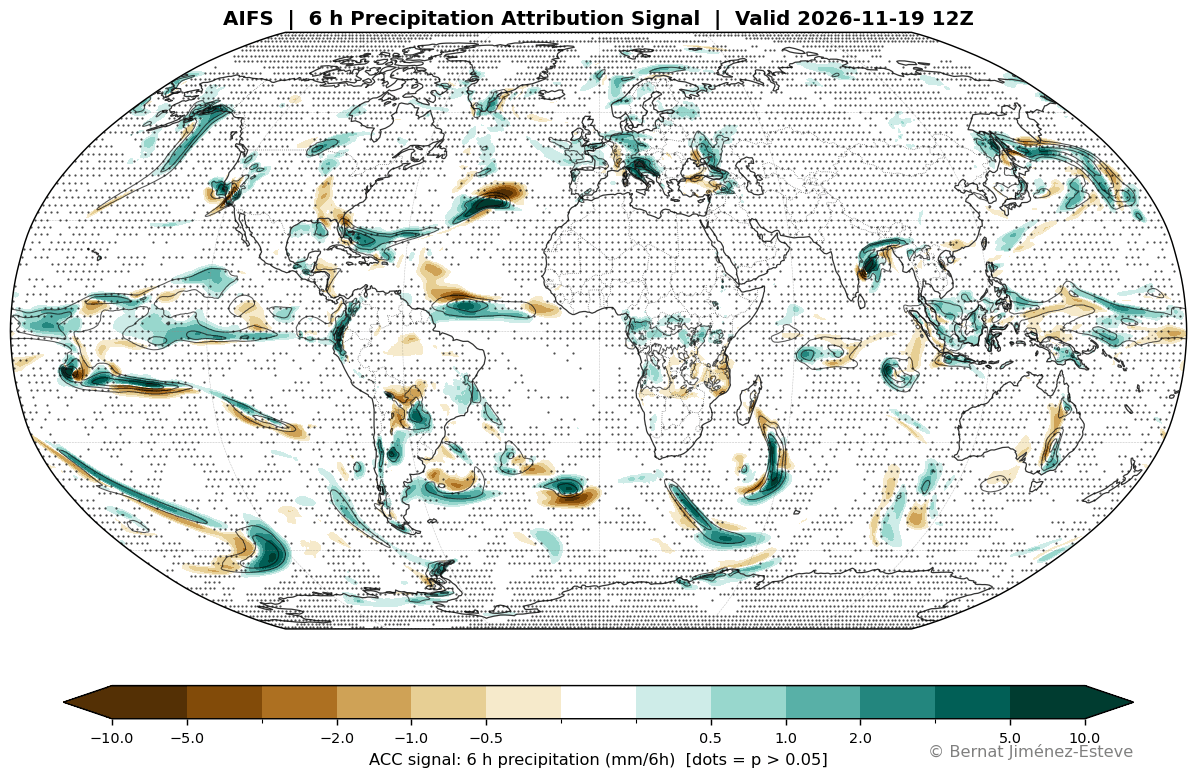 AIFS | 6 h Precipitation Attribution Signal | Valid 2026-11-19 12Z
−10.0 −5.0 −2.0 −1.0 −0.5 0.5 1.0 2.0 5.0 10.0
ACC signal: 6 h precipitation (mm/6h) [dots = p > 0.05]
© Bernat Jiménez-Esteve